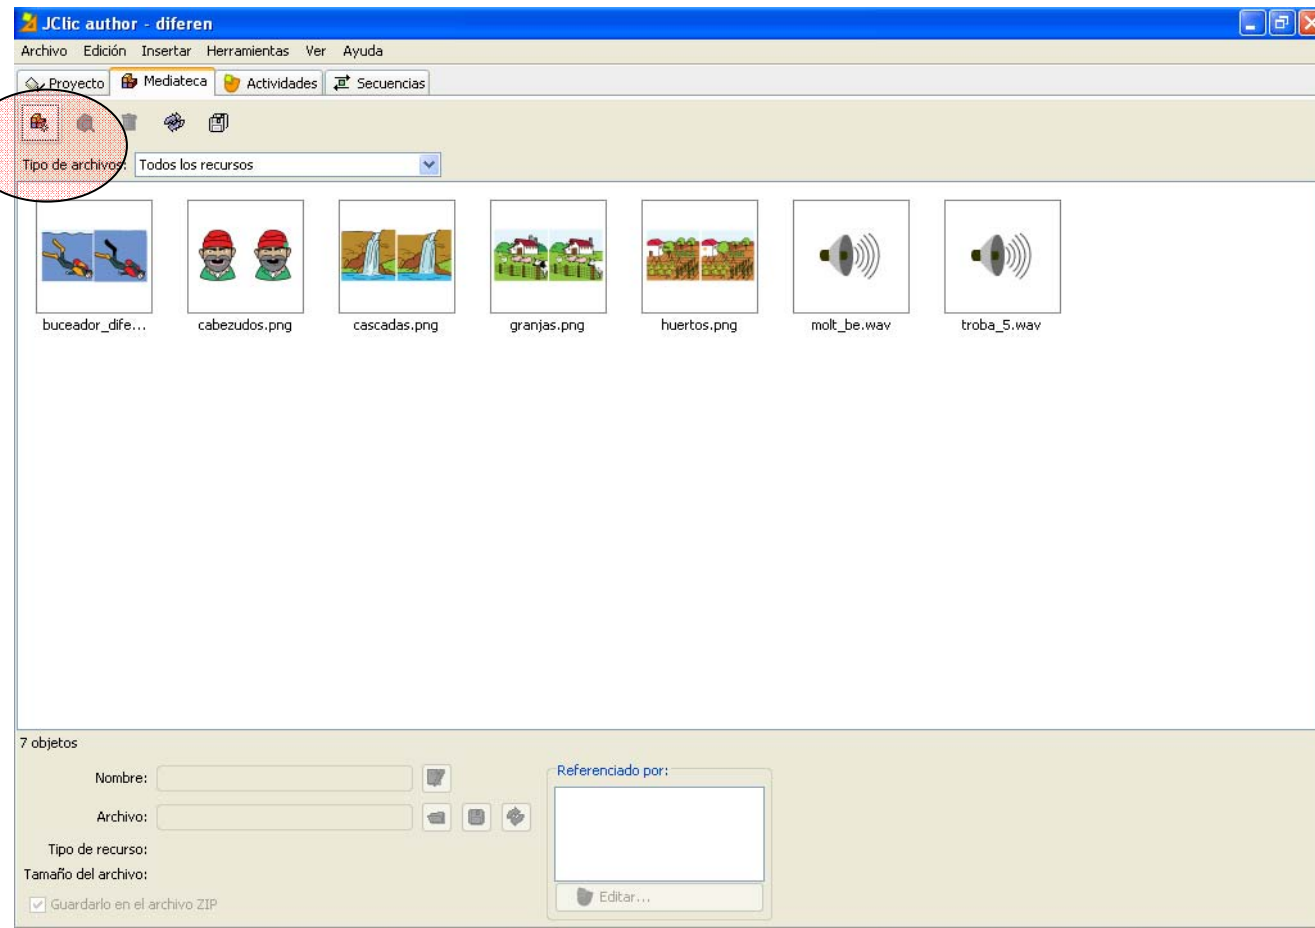 JClic author - diferen
Archivo Edición Insertar Herramientas Ver Ayuda
Proyecto Mediateca Actividades Secuencias
Tipo de archivos: Todos los recursos
buceador_dife... cabezudos.png cascadas.png granjas.png huertos.png molt_be.wav troba_5.wav
7 objetos
Nombre:
Archivo:
Tipo de recurso:
Tamaño del archivo:
Guardarlo en el archivo ZIP
Referenciado por:
Editar...